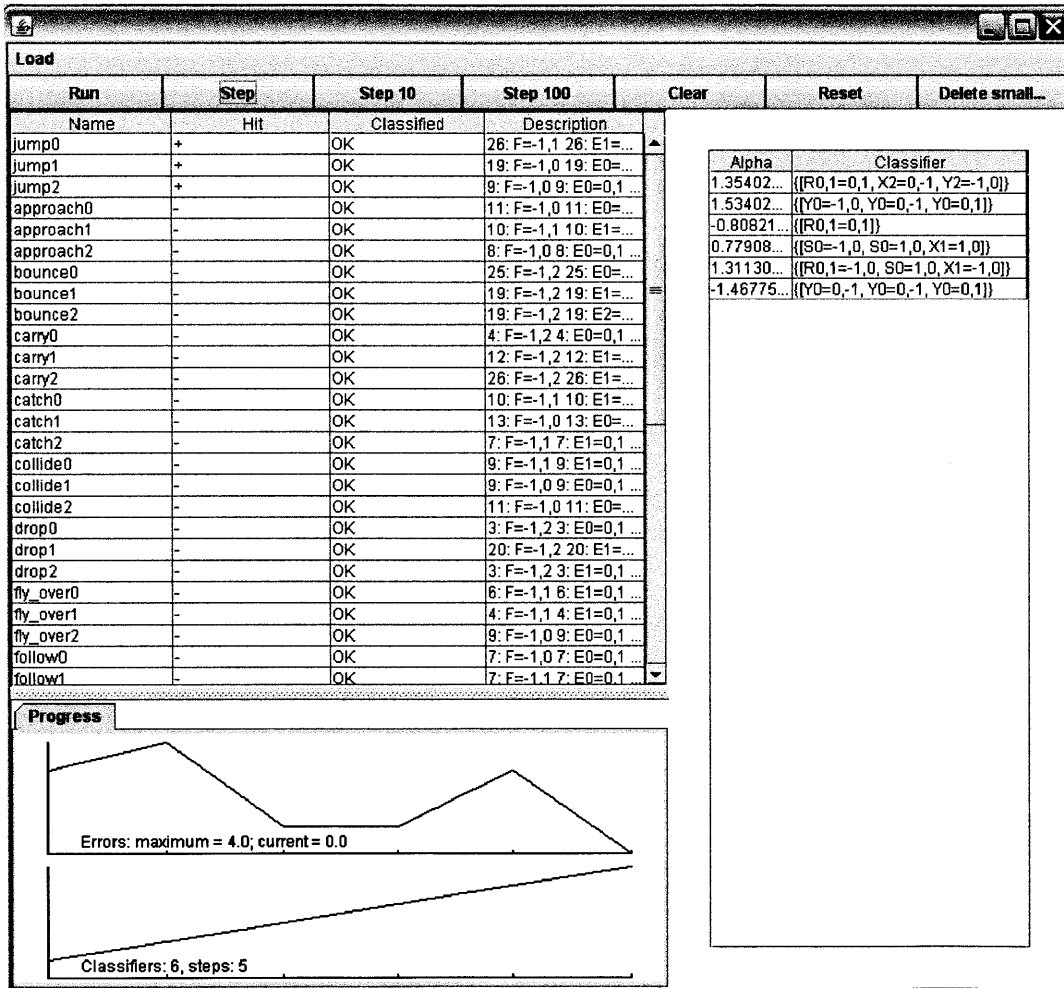 Load
Run Step Step 10 Step 100 Clear Reset Delete small...
Name Hit Classified Description
jump0 + OK 26: F=-1,1 26: E1=...
jump1 + OK 19: F=-1,0 19: E0=...
jump2 + OK 9: F=-1,0 9: E0=0,1 ...
approach0 - OK 11: F=-1,0 11: E0=...
approach1 - OK 10: F=-1,1 10: E1=...
approach2 - OK 8: F=-1,0 8: E0=0,1 ...
bounce0 - OK 25: F=-1,2 25: E0=...
bounce1 - OK 19: F=-1,2 19: E1=...
bounce2 - OK 19: F=-1,2 19: E2=...
carry0 - OK 4: F=-1,2 4: E0=0,1 ...
carry1 - OK 12: F=-1,2 12: E1=...
carry2 - OK 26: F=-1,2 26: E1=...
catch0 - OK 10: F=-1,1 10: E1=...
catch1 - OK 13: F=-1,0 13: E0=...
catch2 - OK 7: F=-1,1 7: E1=0,1 ...
collide0 - OK 9: F=-1,1 9: E1=0,1 ...
collide1 - OK 9: F=-1,0 9: E0=0,1 ...
collide2 - OK 11: F=-1,0 11: E0=...
drop0 - OK 3: F=-1,2 3: E0=0,1 ...
drop1 - OK 20: F=-1,2 20: E1=...
drop2 - OK 3: F=-1,2 3: E1=0,1 ...
fly_over0 - OK 6: F=-1,1 6: E1=0,1 ...
fly_over1 - OK 4: F=-1,1 4: E1=0,1 ...
fly_over2 - OK 9: F=-1,0 9: E0=0,1 ...
follow0 - OK 7: F=-1,0 7: E0=0,1 ...
follow1 - OK 7: F=-1,1 7: E0=0,1 ...
Alpha Classifier
1.35402... {[R0,1=0,1, X2=0,-1, Y2=-1,0]}
1.53402... {[Y0=-1,0, Y0=0,-1, Y0=0,1]}
-0.80821... {[R0,1=0,1]}
0.77908... {[S0=-1,0, S0=1,0, X1=1,0]}
1.31130... {[R0,1=-1,0, S0=1,0, X1=-1,0]}
-1.46775... {[Y0=0,-1, Y0=0,-1, Y0=0,1]}
Progress
Errors: maximum = 4.0; current = 0.0
Classifiers: 6, steps: 5